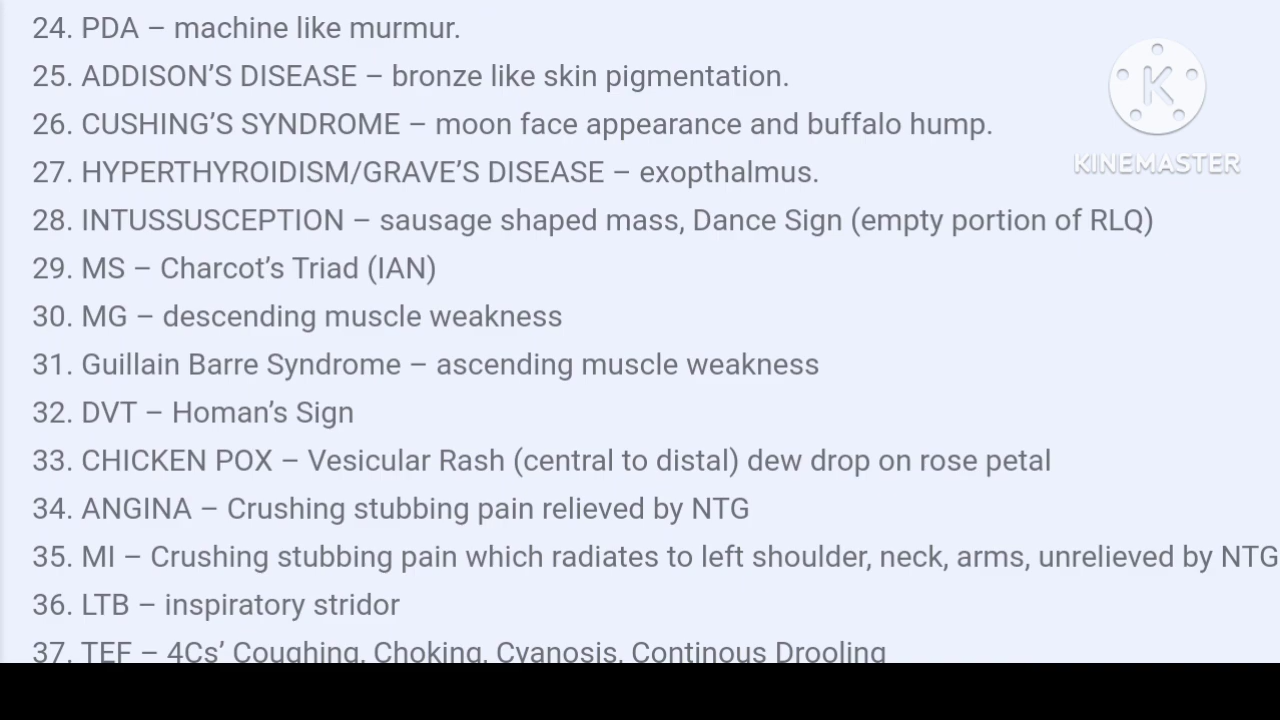 24. PDA – machine like murmur.
25. ADDISON’S DISEASE – bronze like skin pigmentation.
26. CUSHING’S SYNDROME – moon face appearance and buffalo hump.
27. HYPERTHYROIDISM/GRAVE’S DISEASE – exopthalmus.
28. INTUSSUSCEPTION – sausage shaped mass, Dance Sign (empty portion of RLQ)
29. MS – Charcot’s Triad (IAN)
30. MG – descending muscle weakness
31. Guillain Barre Syndrome – ascending muscle weakness
32. DVT – Homan’s Sign
33. CHICKEN POX – Vesicular Rash (central to distal) dew drop on rose petal
34. ANGINA – Crushing stubbing pain relieved by NTG
35. MI – Crushing stubbing pain which radiates to left shoulder, neck, arms, unrelieved by NTG
36. LTB – inspiratory stridor
37. TEF – 4Cs’ Coughing, Choking, Cyanosis, Continous Drooling
K
KINEMASTER